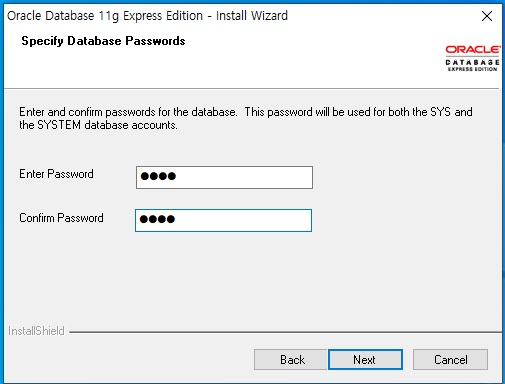 Oracle Database 11g Express Edition - Install Wizard
Specify Database Passwords
ORACLE
DATABASE
EXPRESS EDITION
Enter and confirm passwords for the database. This password will be used for both the SYS and
the SYSTEM database accounts.
Enter Password
●●●●
Confirm Password
●●●●
InstallShield
Back
Next
Cancel